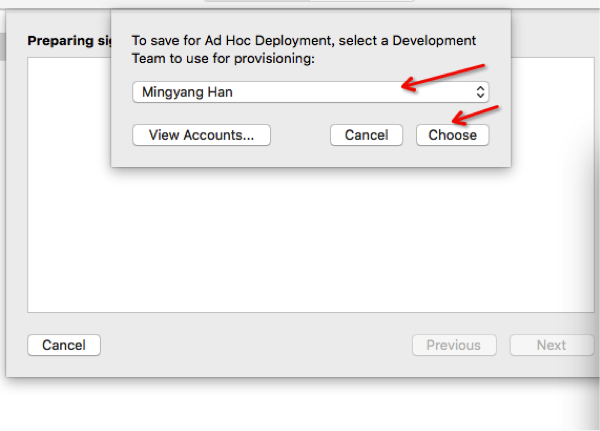 Preparing sig
To save for Ad Hoc Deployment, select a Development
Team to use for provisioning:
Mingyang Han
View Accounts...
Cancel
Choose
Cancel
Previous
Next